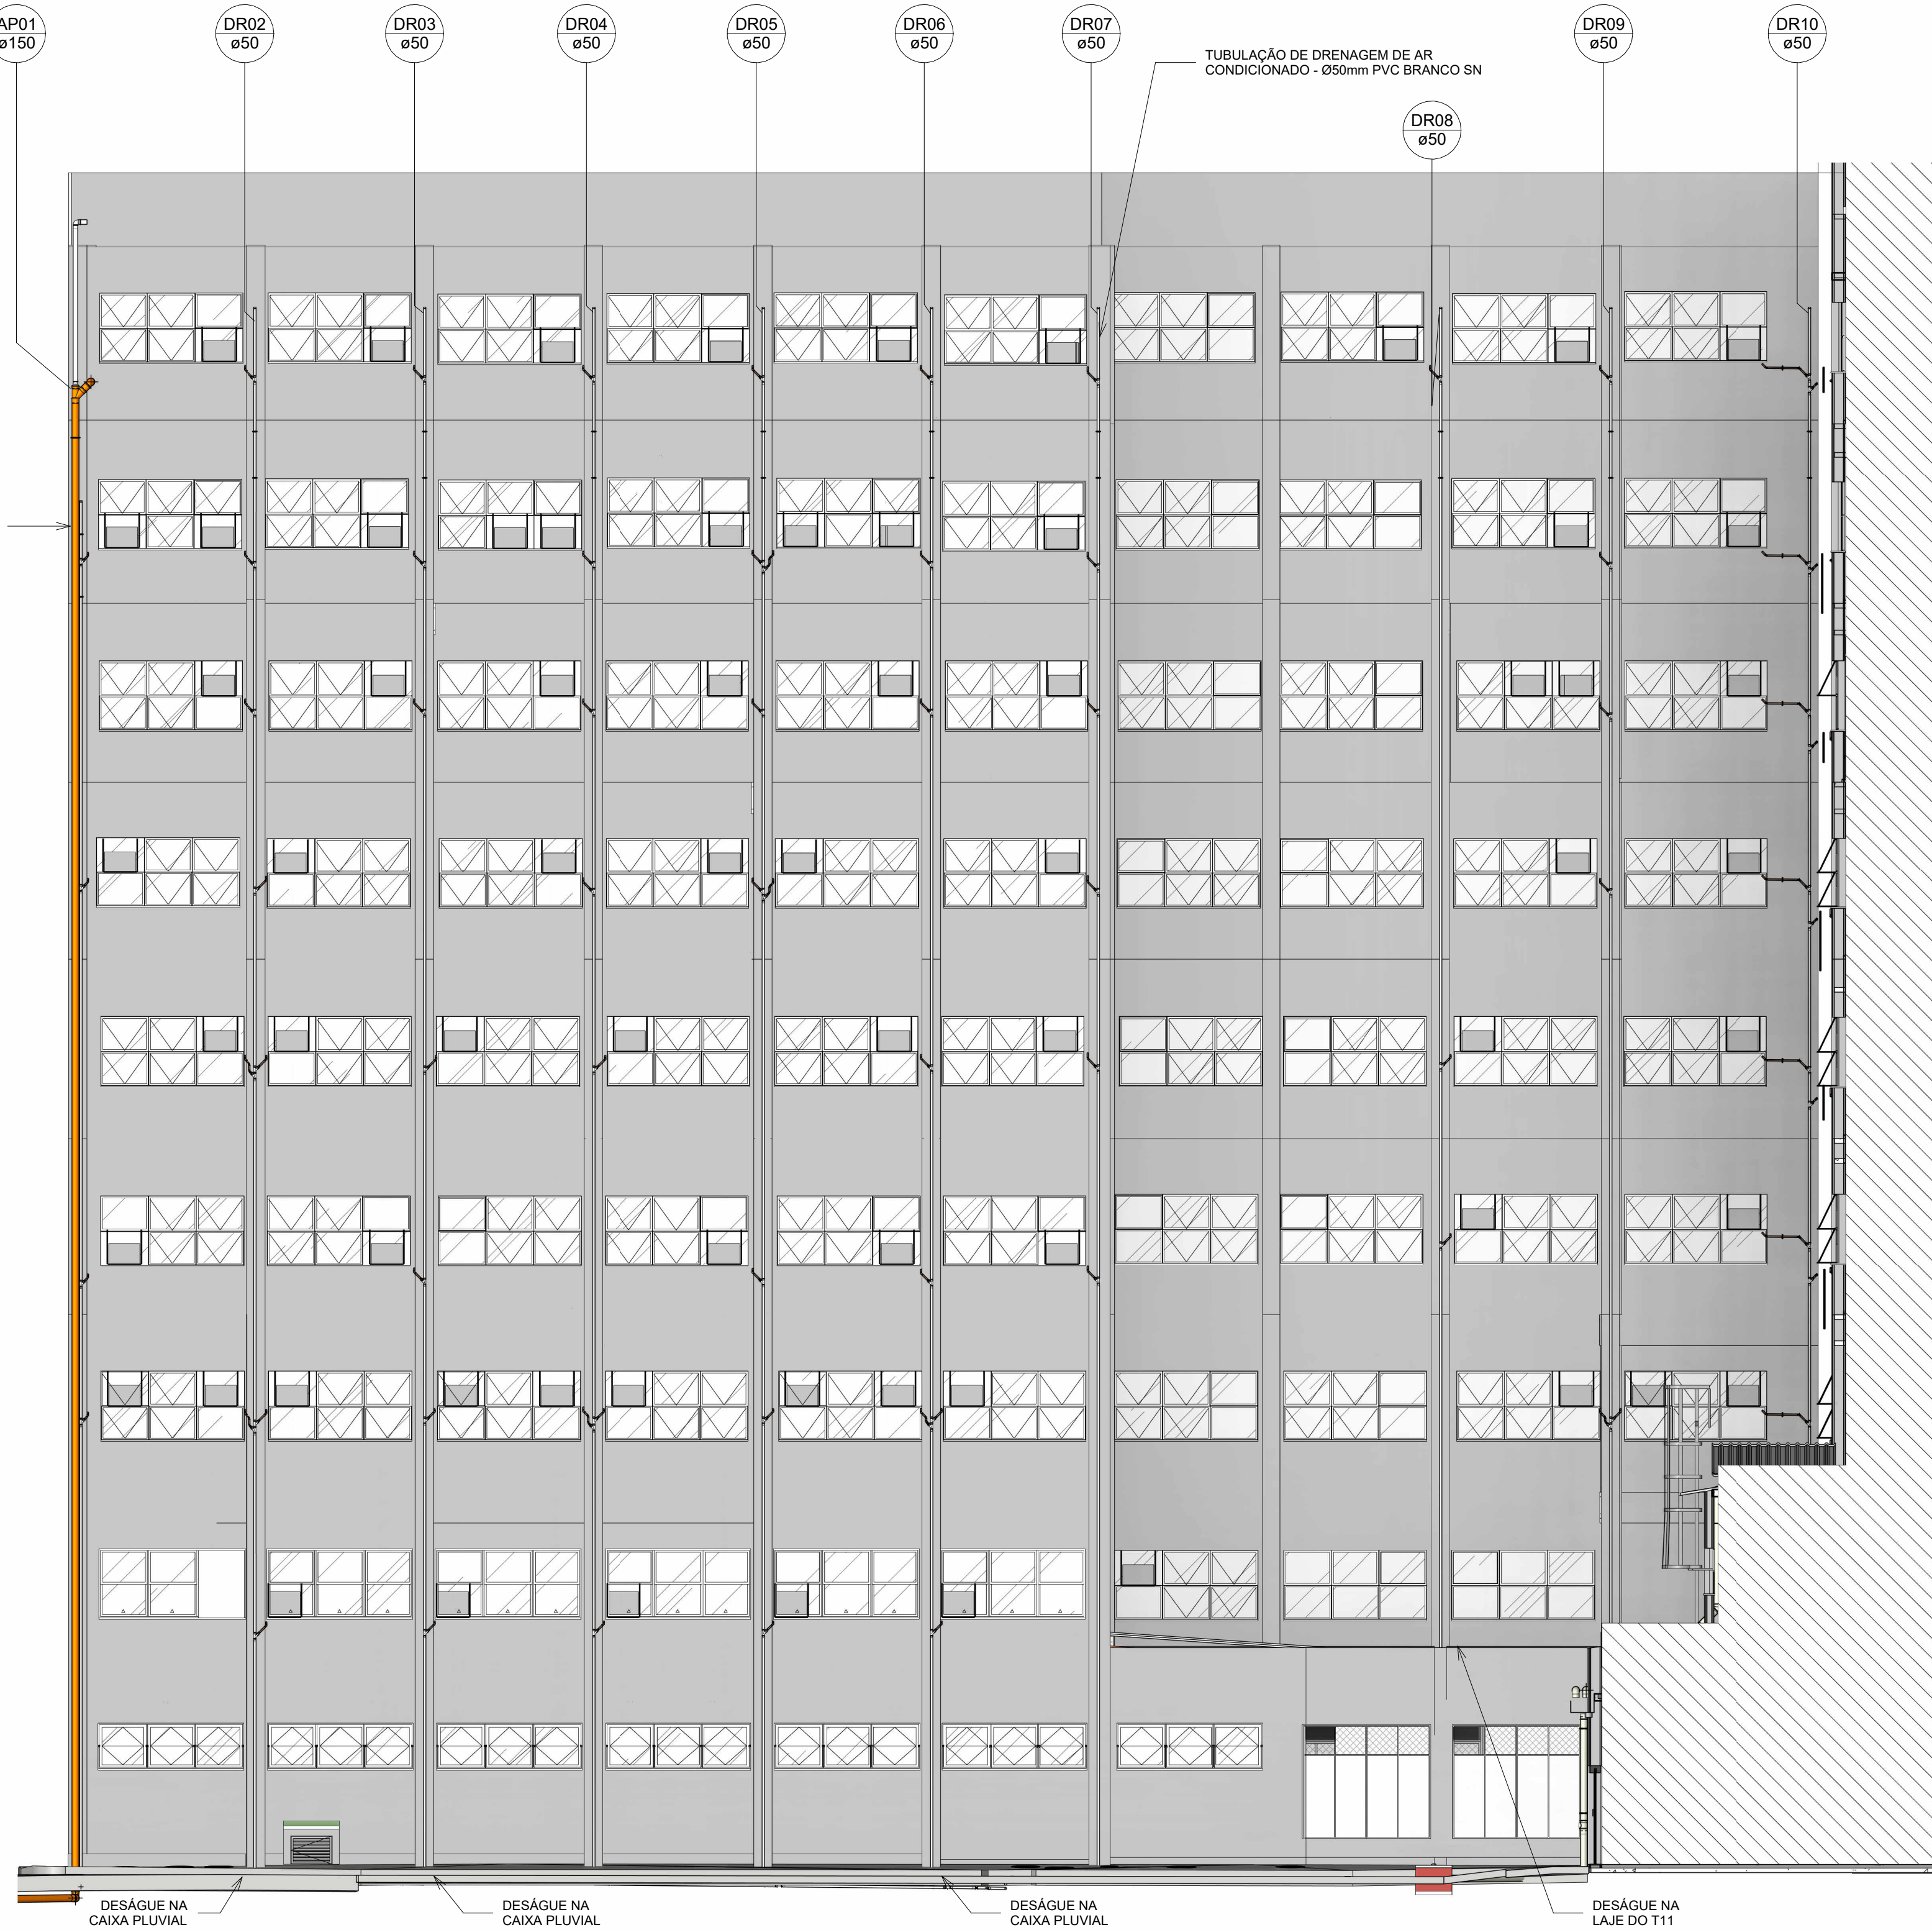 AP01
ø150
DR02
ø50
DR03
ø50
DR04
ø50
DR05
ø50
DR06
ø50
DR07
ø50
DR09
ø50
DR10
ø50
TUBULAÇÃO DE DRENAGEM DE AR
CONDICIONADO - Ø50mm PVC BRANCO SN
DR08
ø50
DESÁGUE NA
CAIXA PLUVIAL
DESÁGUE NA
CAIXA PLUVIAL
DESÁGUE NA
CAIXA PLUVIAL
DESÁGUE NA
LAJE DO T11